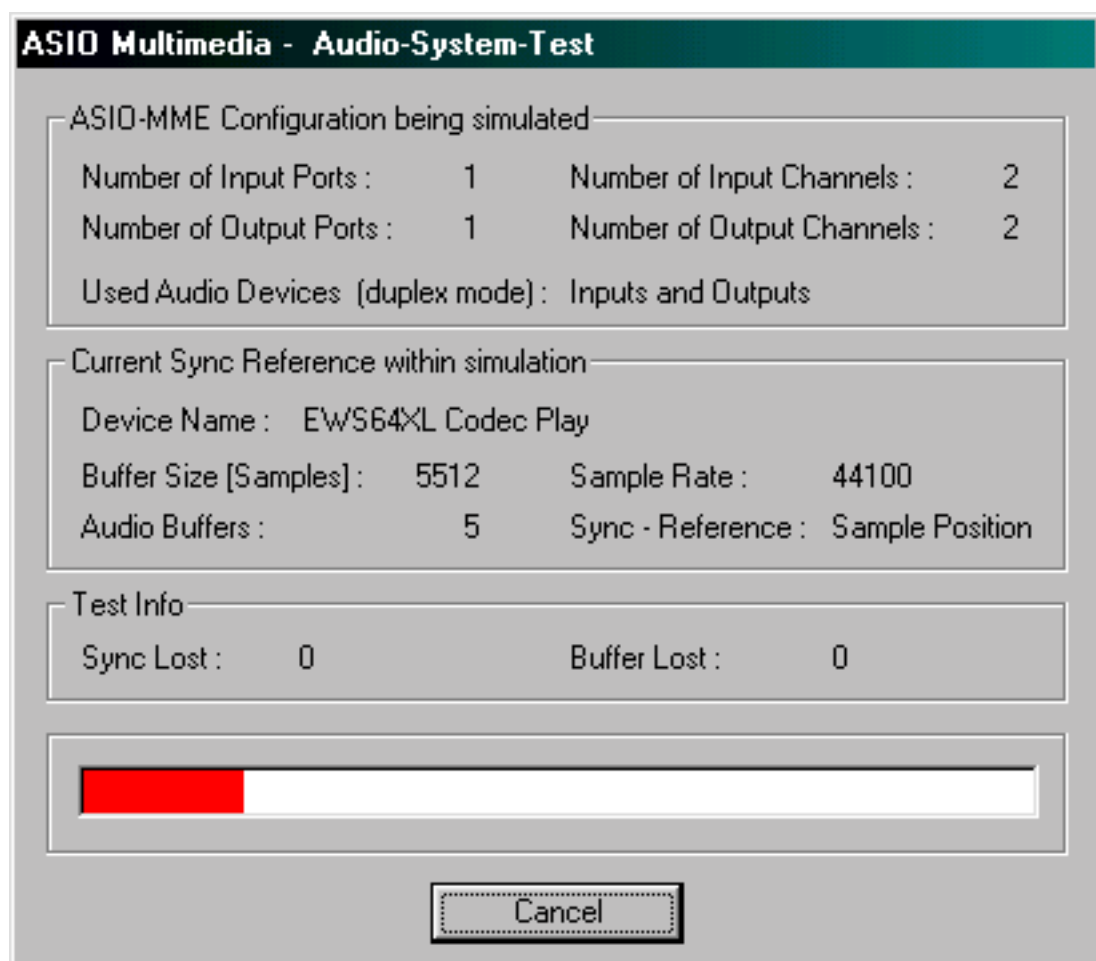 ASIO Multimedia - Audio-System-Test
ASIO-MME Configuration being simulated
Number of Input Ports : 1 Number of Input Channels : 2
Number of Output Ports : 1 Number of Output Channels : 2
Used Audio Devices (duplex mode) : Inputs and Outputs
Current Sync Reference within simulation
Device Name : EWS64XL Codec Play
Buffer Size [Samples] : 5512 Sample Rate : 44100
Audio Buffers : 5 Sync - Reference : Sample Position
Test Info
Sync Lost : 0 Buffer Lost : 0
Cancel